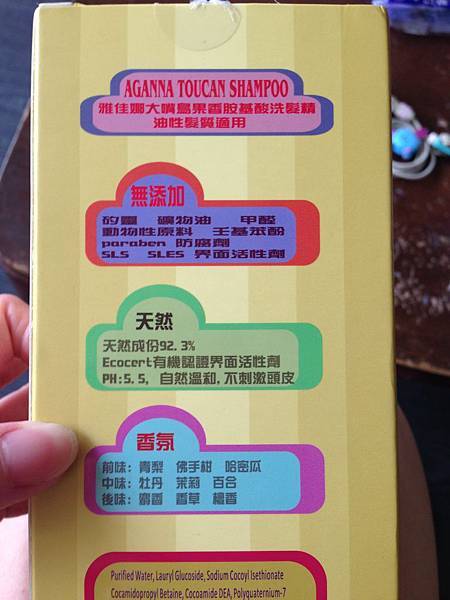 AGANNA TOUCAN SHAMPOO
雅佳娜大嘴鳥果香胺基酸洗髮精
油性髮質適用
無添加
矽靈 礦物油 甲醛
動物性原料 壬基苯酚
paraben 防腐劑
SLS SLES 界面活性劑
天然
天然成份92.3%
Ecocert有機認證界面活性劑
PH:5.5, 自然溫和,不刺激頭皮
香氛
前味: 青梨 佛手柑 哈密瓜
中味: 牡丹 茉莉 百合
後味: 麝香 香草 檀香
Purified Water, Lauryl Glucoside, Sodium Cocoyl Isethionate
Cocamidopropyl Betaine, Cocoamide DEA, Polyquaternium-7